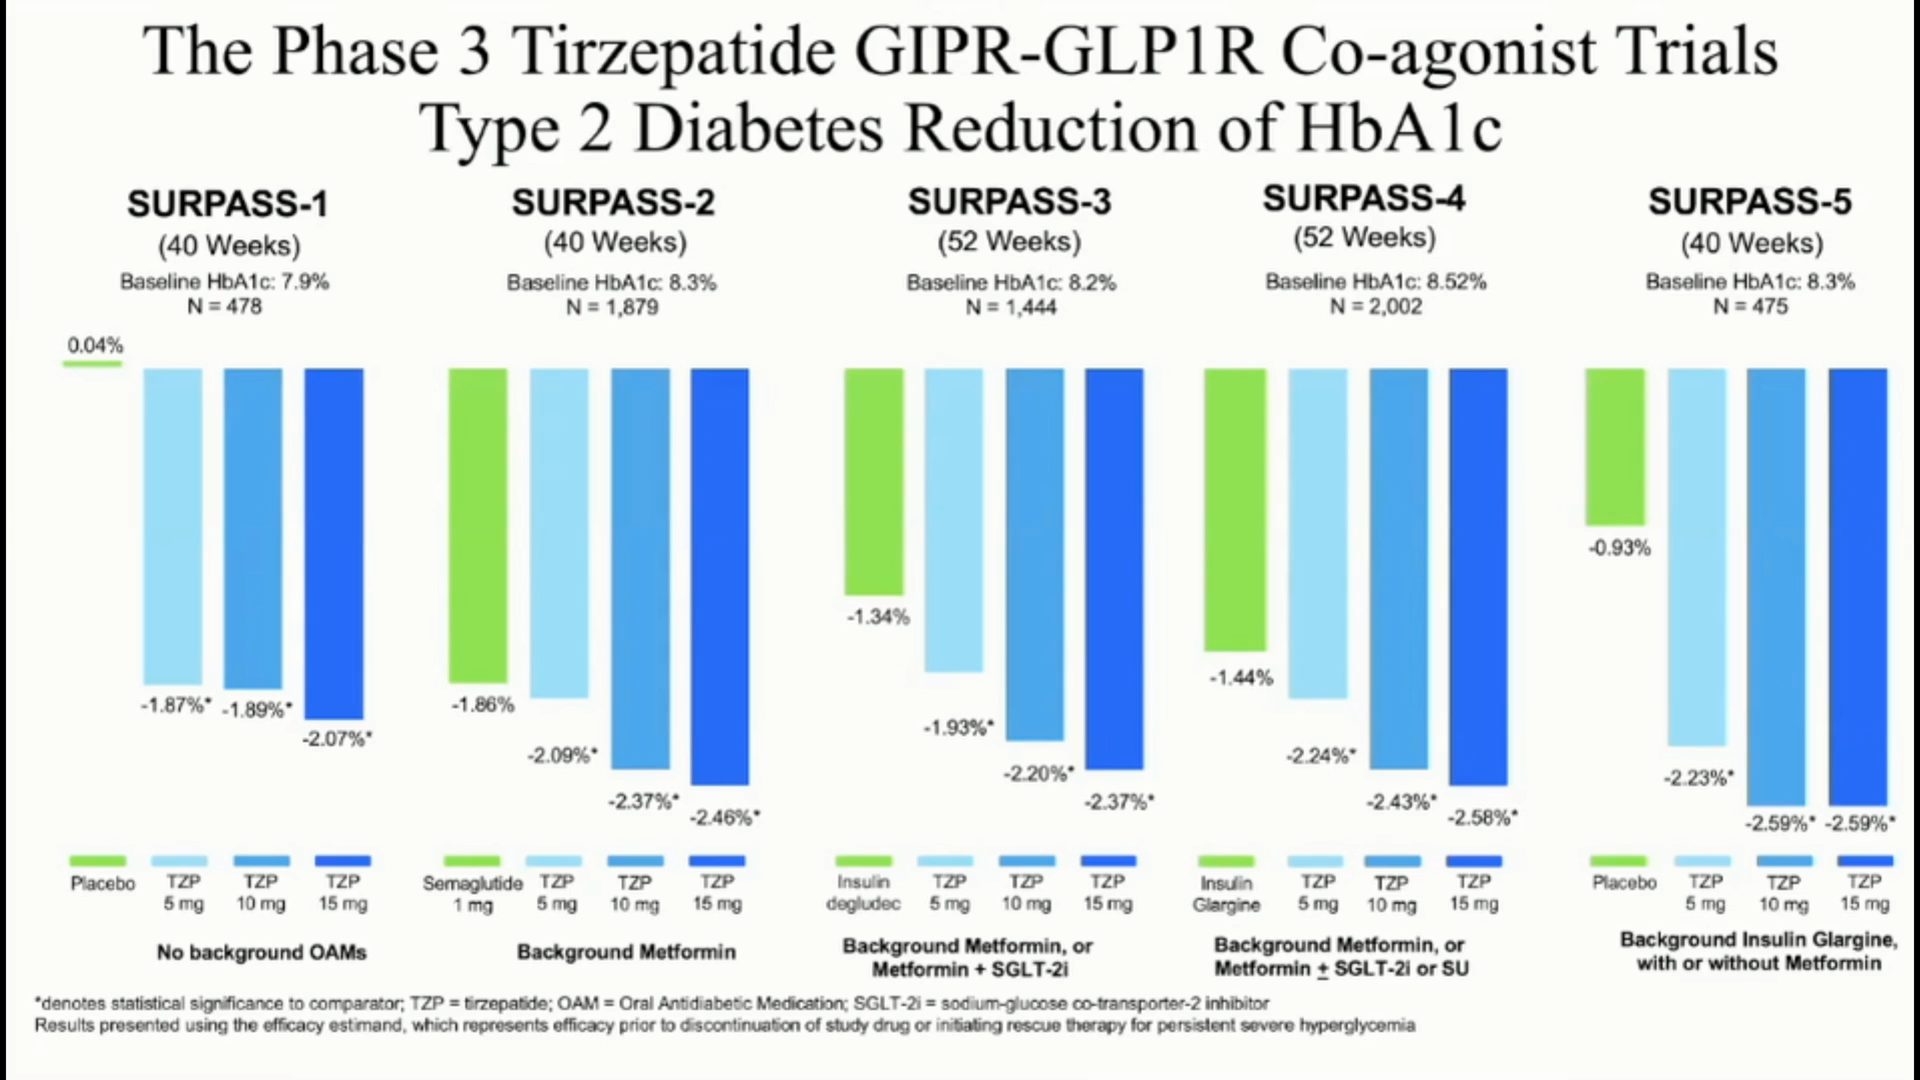 The Phase 3 Tirzepatide GIPR-GLP1R Co-agonist Trials
Type 2 Diabetes Reduction of HbA1c
SURPASS-1
(40 Weeks)
Baseline HbA1c: 7.9%
N = 478
0.04%
-1.87%*
-1.89%*
-2.07%*
Placebo
TZP
5 mg
TZP
10 mg
TZP
15 mg
No background OAMs
SURPASS-2
(40 Weeks)
Baseline HbA1c: 8.3%
N = 1,879
-1.86%
-2.09%*
-2.37%*
-2.46%*
Semaglutide
1 mg
TZP
5 mg
TZP
10 mg
TZP
15 mg
Background Metformin
SURPASS-3
(52 Weeks)
Baseline HbA1c: 8.2%
N = 1,444
-1.34%
-1.93%*
-2.20%*
-2.37%*
Insulin
degludec
TZP
5 mg
TZP
10 mg
TZP
15 mg
Background Metformin, or
Metformin + SGLT-2i
SURPASS-4
(52 Weeks)
Baseline HbA1c: 8.52%
N = 2,002
-1.44%
-2.24%*
-2.43%*
-2.58%*
Insulin
Glargine
TZP
5 mg
TZP
10 mg
TZP
15 mg
Background Metformin, or
Metformin ± SGLT-2i or SU
SURPASS-5
(40 Weeks)
Baseline HbA1c: 8.3%
N = 475
-0.93%
-2.23%*
-2.59%*
-2.59%*
Placebo
TZP
5 mg
TZP
10 mg
TZP
15 mg
Background Insulin Glargine,
with or without Metformin
*denotes statistical significance to comparator; TZP = tirzepatide; OAM = Oral Antidiabetic Medication; SGLT-2i = sodium-glucose co-transporter-2 inhibitor
Results presented using the efficacy estimand, which represents efficacy prior to discontinuation of study drug or initiating rescue therapy for persistent severe hyperglycemia